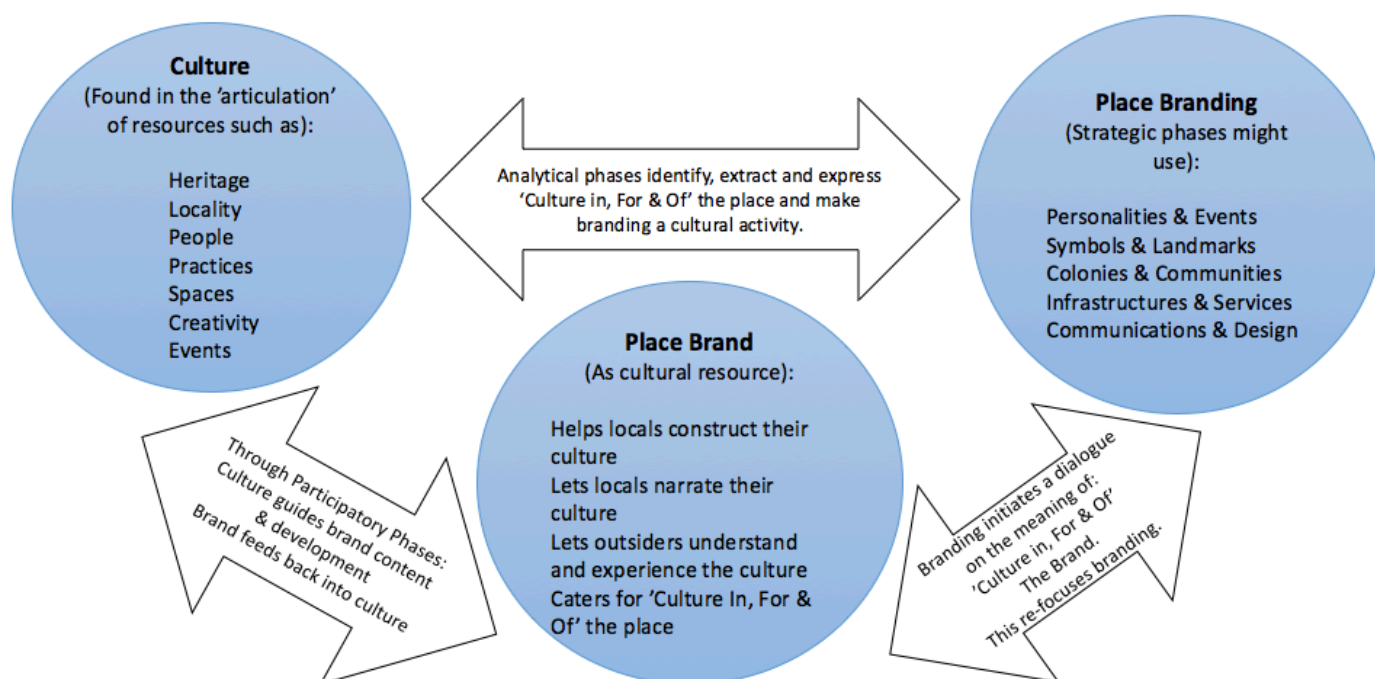 Culture
(Found in the 'articulation'
of resources such as):
Heritage
Locality
People
Practices
Spaces
Creativity
Events
Analytical phases identify, extract and express
'Culture in, For & Of' the place and make
branding a cultural activity.
Place Branding
(Strategic phases might
use):
Personalities & Events
Symbols & Landmarks
Colonies & Communities
Infrastructures & Services
Communications & Design
Place Brand
(As cultural resource):
Helps locals construct their
culture
Lets locals narrate their
culture
Lets outsiders understand
and experience the culture
Caters for 'Culture In, For &
Of' the place
Through Participatory Phases:
Culture guides brand content
& development
Brand feeds back into culture
Branding initiates a dialogue
on the meaning of:
'Culture in, For & Of'
The Brand.
This re-focuses branding.